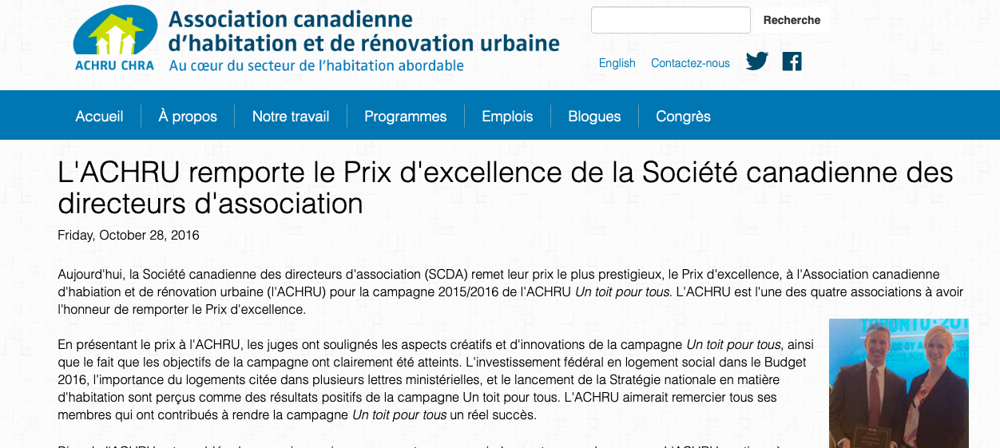 Association canadienne
d'habitation et de rénovation urbaine
ACHRU CHRA
Au cœur du secteur de l'habitation abordable
Recherche
English
Contactez-nous
Accueil
À propos
Notre travail
Programmes
Emplois
Blogues
Congrès
L'ACHRU remporte le Prix d'excellence de la Société canadienne des
directeurs d'association
Friday, October 28, 2016
Aujourd'hui, la Société canadienne des directeurs d'association (SCDA) remet leur prix le plus prestigieux, le Prix d'excellence, à l'Association canadienne
d'habiation et de rénovation urbaine (l'ACHRU) pour la campagne 2015/2016 de l'ACHRU Un toit pour tous. L'ACHRU est l'une des quatre associations à avoir
l'honneur de remporter le Prix d'excellence.
En présentant le prix à l'ACHRU, les juges ont soulignés les aspects créatifs et d'innovations de la campagne Un toit pour tous, ainsi
que le fait que les objectifs de la campagne ont clairement été atteints. L'investissement fédéral en logement social dans le Budget
2016, l'importance du logements citée dans plusieurs lettres ministérielles, et le lancement de la Stratégie nationale en matière
d'habitation sont perçus comme des résultats positifs de la campagne Un toit pour tous. L'ACHRU aimerait remercier tous ses
membres qui ont contribués à rendre la campagne Un toit pour tous un réel succès.
TORONTO